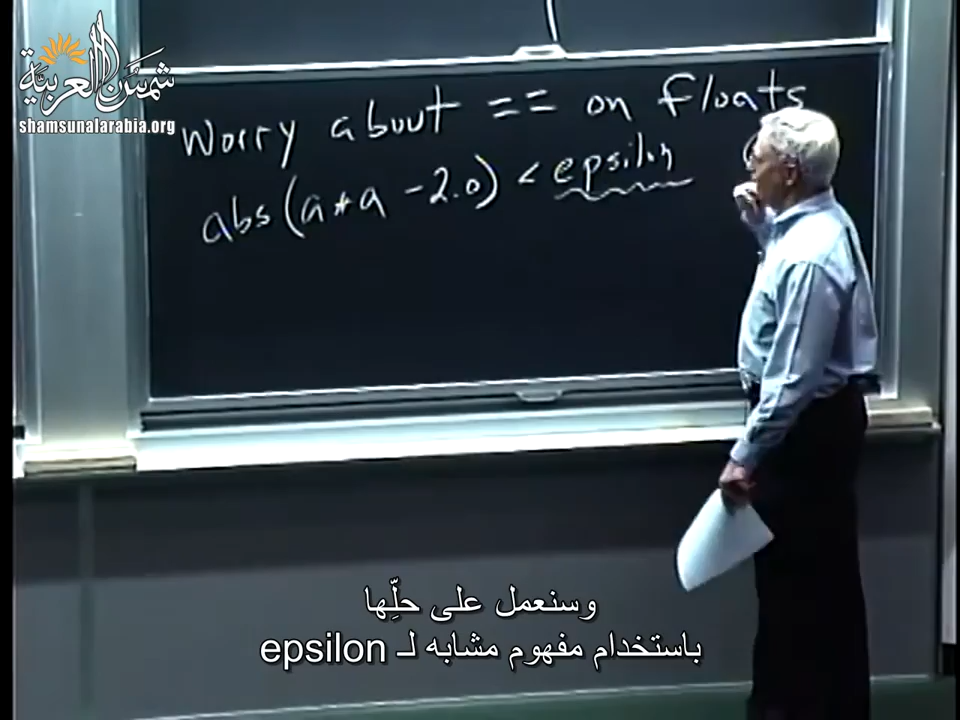 شمسُ العربية
shamsunalarabia.org
Worry about == on floats
abs(a*a -2.0) < epsilon
وسنعمل على حلِّها
باستخدام مفهوم مشابه لـ epsilon